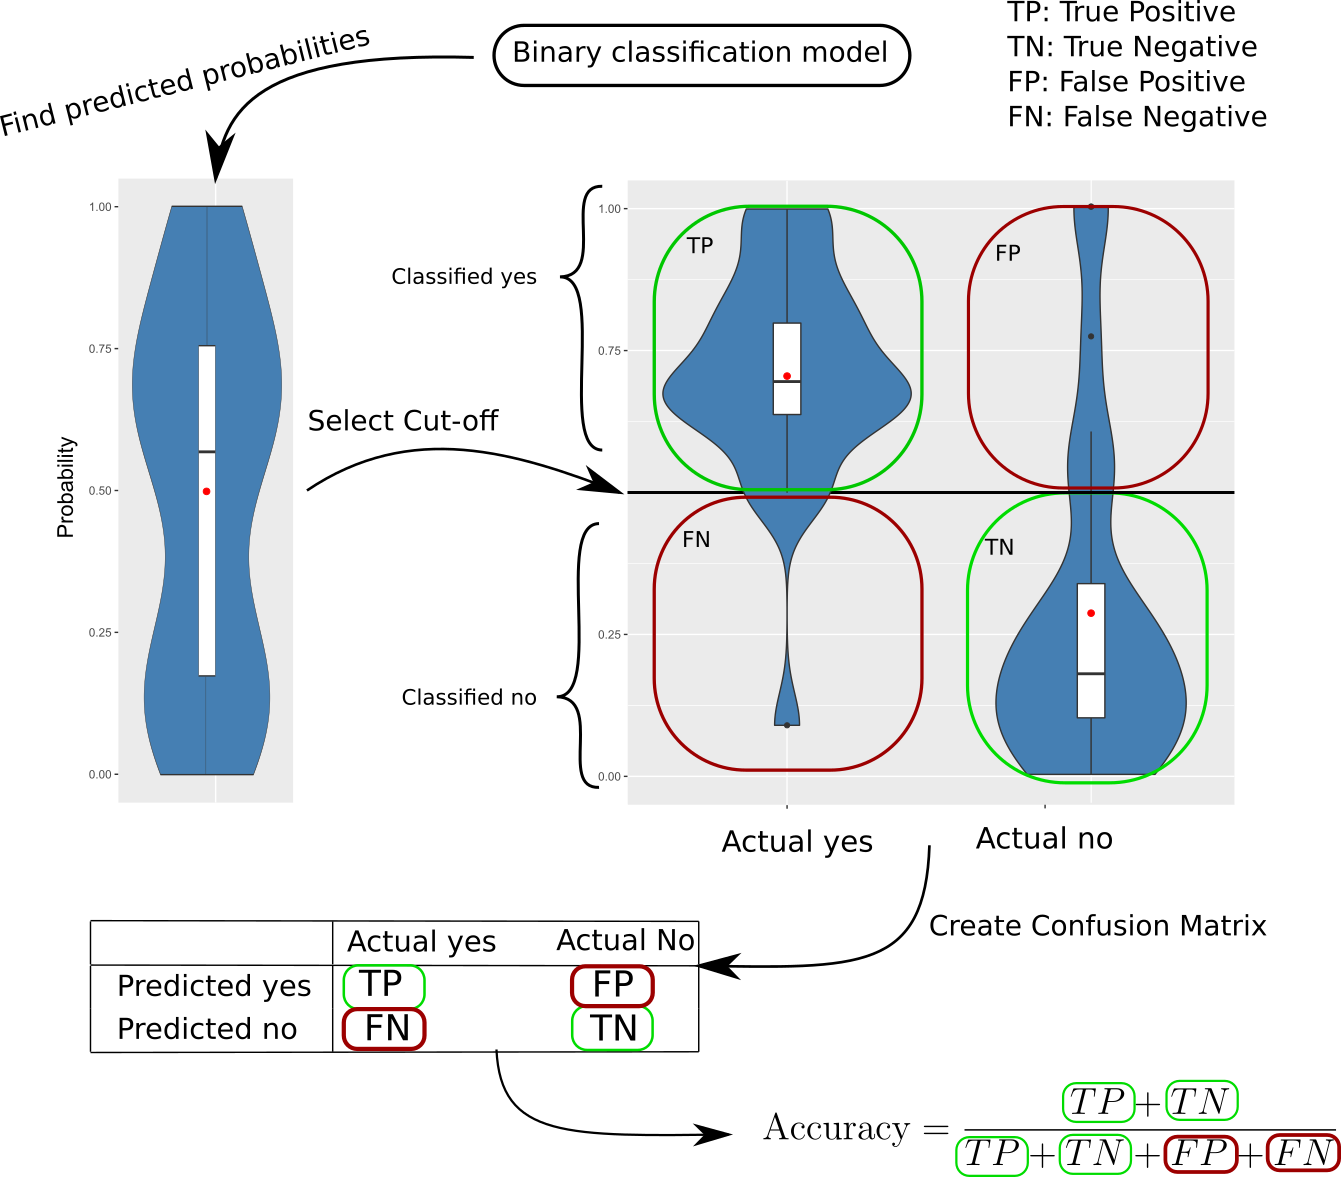 Find predicted probabilities
Binary classification model
TP: True Positive
TN: True Negative
FP: False Positive
FN: False Negative
Probability
1.00
0.75
0.50
0.25
0.00
Select Cut-off
Classified yes
Classified no
1.00
0.75
0.25
0.00
TP
FP
FN
TN
Actual yes
Actual no
Create Confusion Matrix
Actual yes Actual No
Predicted yes TP FP
Predicted no FN TN
Accuracy = TP+TN
TP+TN+FP+FN